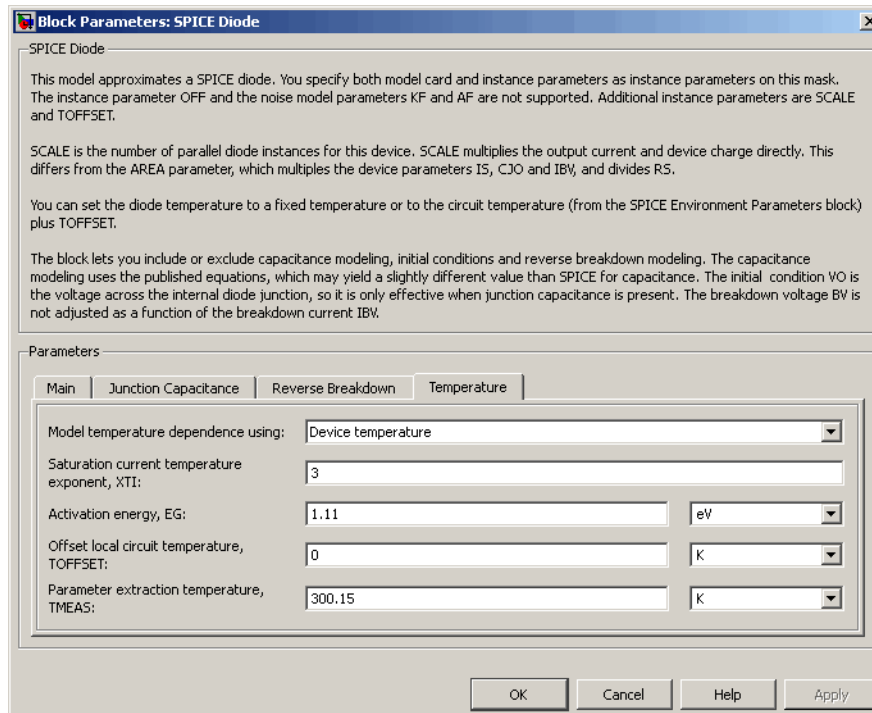 Block Parameters: SPICE Diode
SPICE Diode
This model approximates a SPICE diode. You specify both model card and instance parameters as instance parameters on this mask.
The instance parameter OFF and the noise model parameters KF and AF are not supported. Additional instance parameters are SCALE
and TOFFSET.
SCALE is the number of parallel diode instances for this device. SCALE multiplies the output current and device charge directly. This
differs from the AREA parameter, which multiples the device parameters IS, CJO and IBV, and divides RS.
You can set the diode temperature to a fixed temperature or to the circuit temperature (from the SPICE Environment Parameters block)
plus TOFFSET.
The block lets you include or exclude capacitance modeling, initial conditions and reverse breakdown modeling. The capacitance
modeling uses the published equations, which may yield a slightly different value than SPICE for capacitance. The initial condition VO is
the voltage across the internal diode junction, so it is only effective when junction capacitance is present. The breakdown voltage BV is
not adjusted as a function of the breakdown current IBV.
Parameters
Main Junction Capacitance Reverse Breakdown Temperature
Model temperature dependence using: Device temperature
Saturation current temperature
exponent, XTI: 3
Activation energy, EG: 1.11 eV
Offset local circuit temperature,
TOFFSET: 0 K
Parameter extraction temperature,
TMEAS: 300.15 K
OK Cancel Help Apply